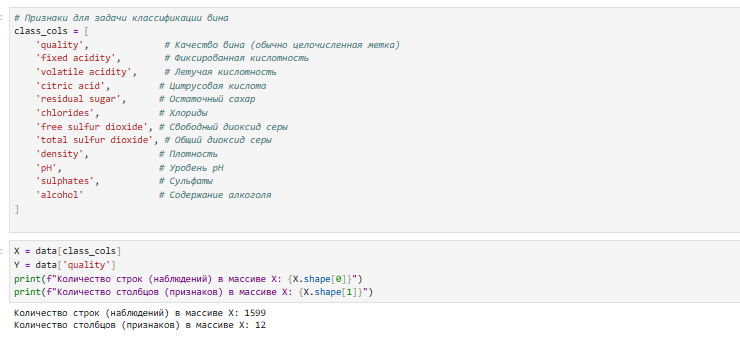 # Признаки для задачи классификации вина
class_cols = [
'quality', # Качество вина (обычно целочисленная метка)
'fixed acidity', # Фиксированная кислотность
'volatile acidity', # Летучая кислотность
'citric acid', # Цитрусовая кислота
'residual sugar', # Остаточный сахар
'chlorides', # Хлориды
'free sulfur dioxide', # Свободный диоксид серы
'total sulfur dioxide', # Общий диоксид серы
'density', # Плотность
'pH', # Уровень pH
'sulphates', # Сульфаты
'alcohol' # Содержание алкоголя
]
X = data[class_cols]
Y = data['quality']
print(f"Количество строк (наблюдений) в массиве X: {X.shape[0]}")
print(f"Количество столбцов (признаков) в массиве X: {X.shape[1]}")
Количество строк (наблюдений) в массиве X: 1599
Количество столбцов (признаков) в массиве X: 12